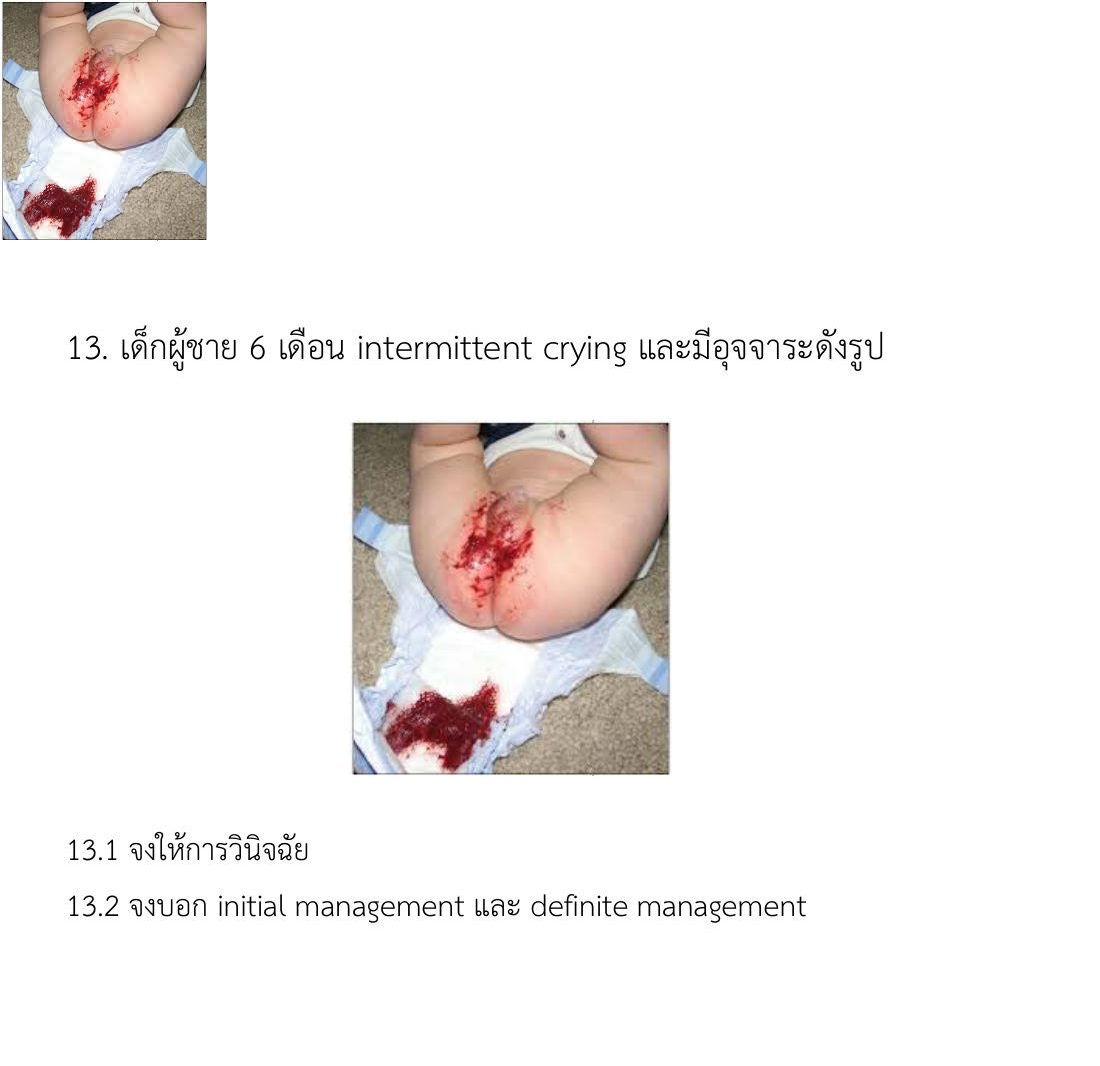 13. เด็กผู้ชาย 6 เดือน intermittent crying และมีอุจจาระดังรูป
13.1 จงให้การวินิจฉัย
13.2 จงบอก initial management และ definite management